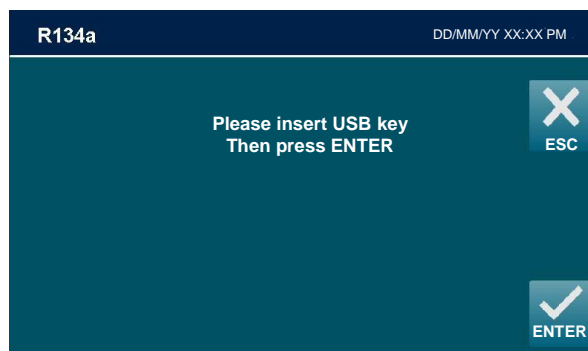 R134a
DD/MM/YY XX:XX PM
Please insert USB key
Then press ENTER
ESC
ENTER